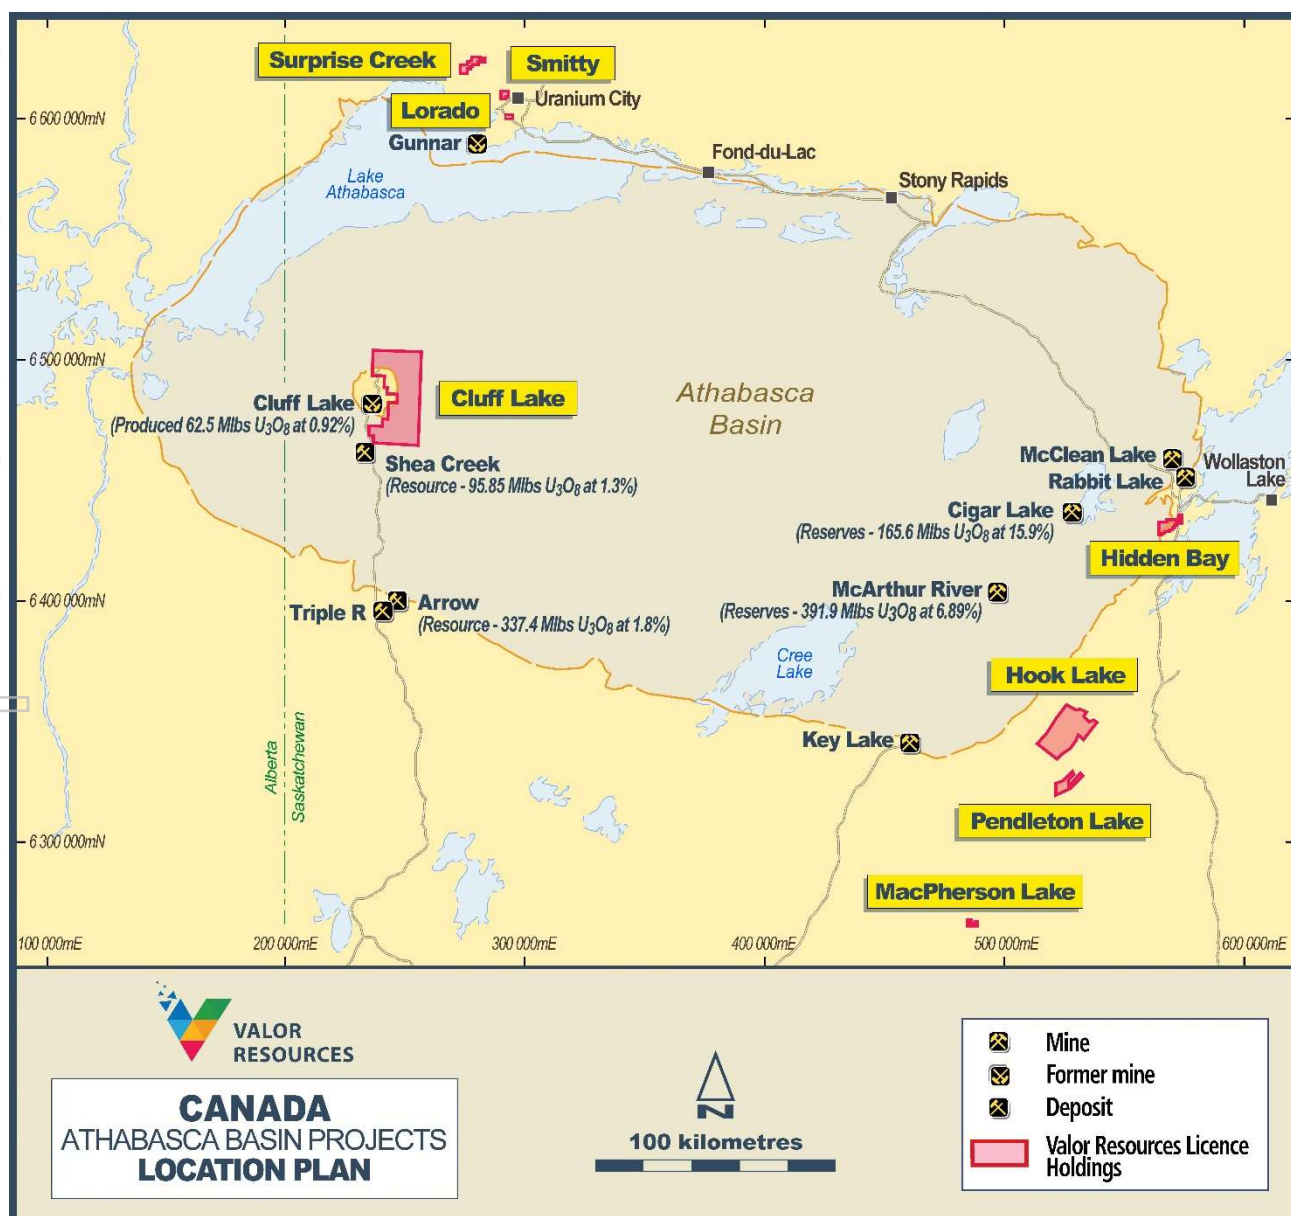 Surprise Creek
Smitty
Uranium City
Lorado
6 600 000mN
Gunnar
Fond-du-Lac
Lake
Athabasca
Stony Rapids
6 500 000mN
Cluff Lake
Cluff Lake
(Produced 62.5 Mlbs U₃O₈ at 0.92%)
Athabasca
Basin
Shea Creek
(Resource - 95.85 Mlbs U₃O₈ at 1.3%)
McClean Lake
Rabbit Lake
Wollaston
Lake
Cigar Lake
(Reserves - 165.6 Mlbs U₃O₈ at 15.9%)
Hidden Bay
6 400 000mN
Triple R
Arrow
(Resource - 337.4 Mlbs U₃O₈ at 1.8%)
McArthur River
(Reserves - 391.9 Mlbs U₃O₈ at 6.89%)
Cree
Lake
Hook Lake
Key Lake
Alberta
Saskatchewan
Pendleton Lake
6 300 000mN
MacPherson Lake
100 000mE
200 000mE
300 000mE
400 000mE
500 000mE
600 000mE
VALOR
RESOURCES
CANADA
ATHABASCA BASIN PROJECTS
LOCATION PLAN
N
100 kilometres
Mine
Former mine
Deposit
Valor Resources Licence
Holdings